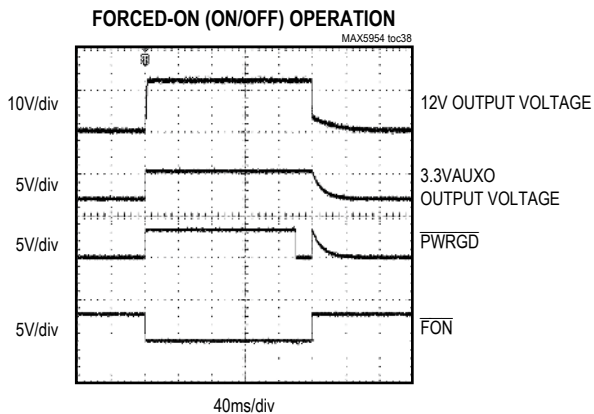 FORCED-ON (ON/OFF) OPERATION
MAX5954 toc38
10V/div
12V OUTPUT VOLTAGE
5V/div
3.3VAUXO
OUTPUT VOLTAGE
5V/div
PWRGD
5V/div
FON
40ms/div